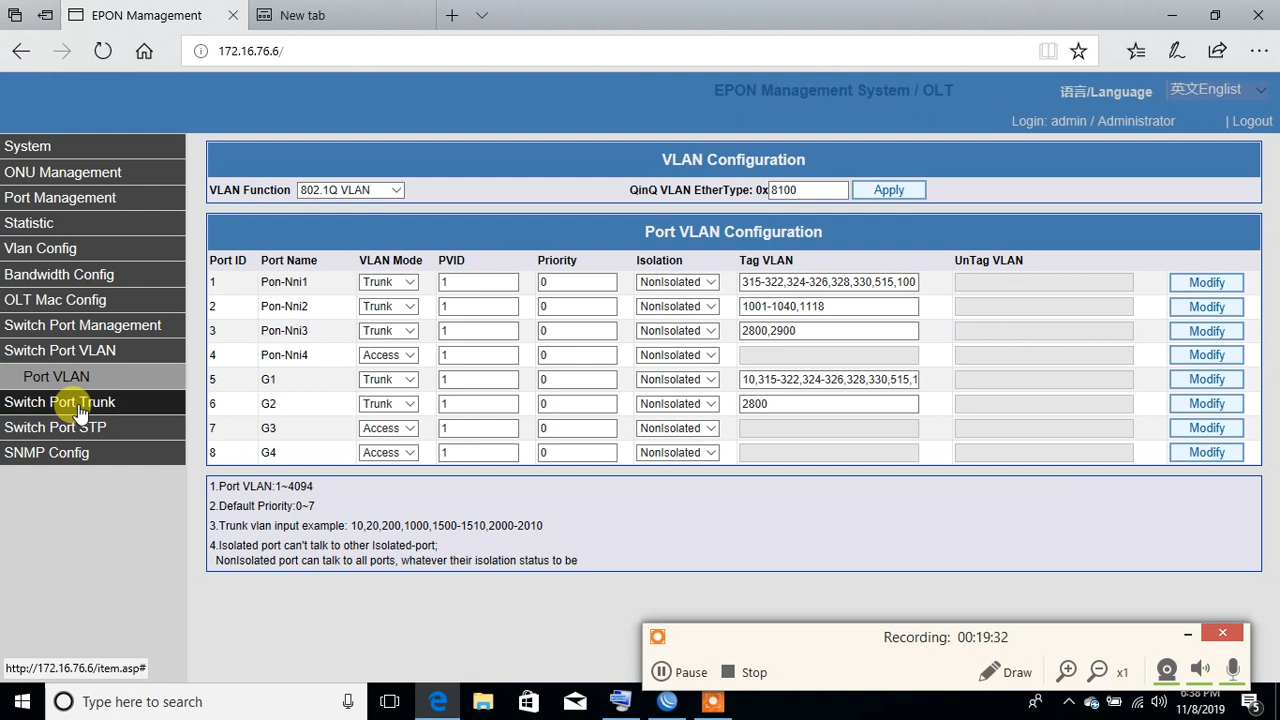 EPON Mamagement
New tab
172.16.76.6/
EPON Management System / OLT
语言/Language
英文Englist
Login: admin / Administrator
| Logout
System
ONU Management
Port Management
Statistic
Vlan Config
Bandwidth Config
OLT Mac Config
Switch Port Management
Switch Port VLAN
Port VLAN
Switch Port Trunk
Switch Port STP
SNMP Config
VLAN Configuration
VLAN Function 802.1Q VLAN QinQ VLAN EtherType: 0x 8100 Apply
Port VLAN Configuration
Port ID Port Name VLAN Mode PVID Priority Isolation Tag VLAN UnTag VLAN
1 Pon-Nni1 Trunk 1 0 NonIsolated 315-322,324-326,328,330,515,100 Modify
2 Pon-Nni2 Trunk 1 0 NonIsolated 1001-1040,1118 Modify
3 Pon-Nni3 Trunk 1 0 NonIsolated 2800,2900 Modify
4 Pon-Nni4 Access 1 0 NonIsolated Modify
5 G1 Trunk 1 0 NonIsolated 10,315-322,324-326,328,330,515,1 Modify
6 G2 Trunk 1 0 NonIsolated 2800 Modify
7 G3 Access 1 0 NonIsolated Modify
8 G4 Access 1 0 NonIsolated Modify
1.Port VLAN:1~4094
2.Default Priority:0~7
3.Trunk vlan input example: 10,20,200,1000,1500-1510,2000-2010
4.Isolated port can't talk to other Isolated-port;
NonIsolated port can talk to all ports, whatever their isolation status to be
Recording: 00:19:32
Pause Stop Draw x1
http://172.16.76.6/item.asp#
Type here to search
6:38 PM
11/8/2019
5